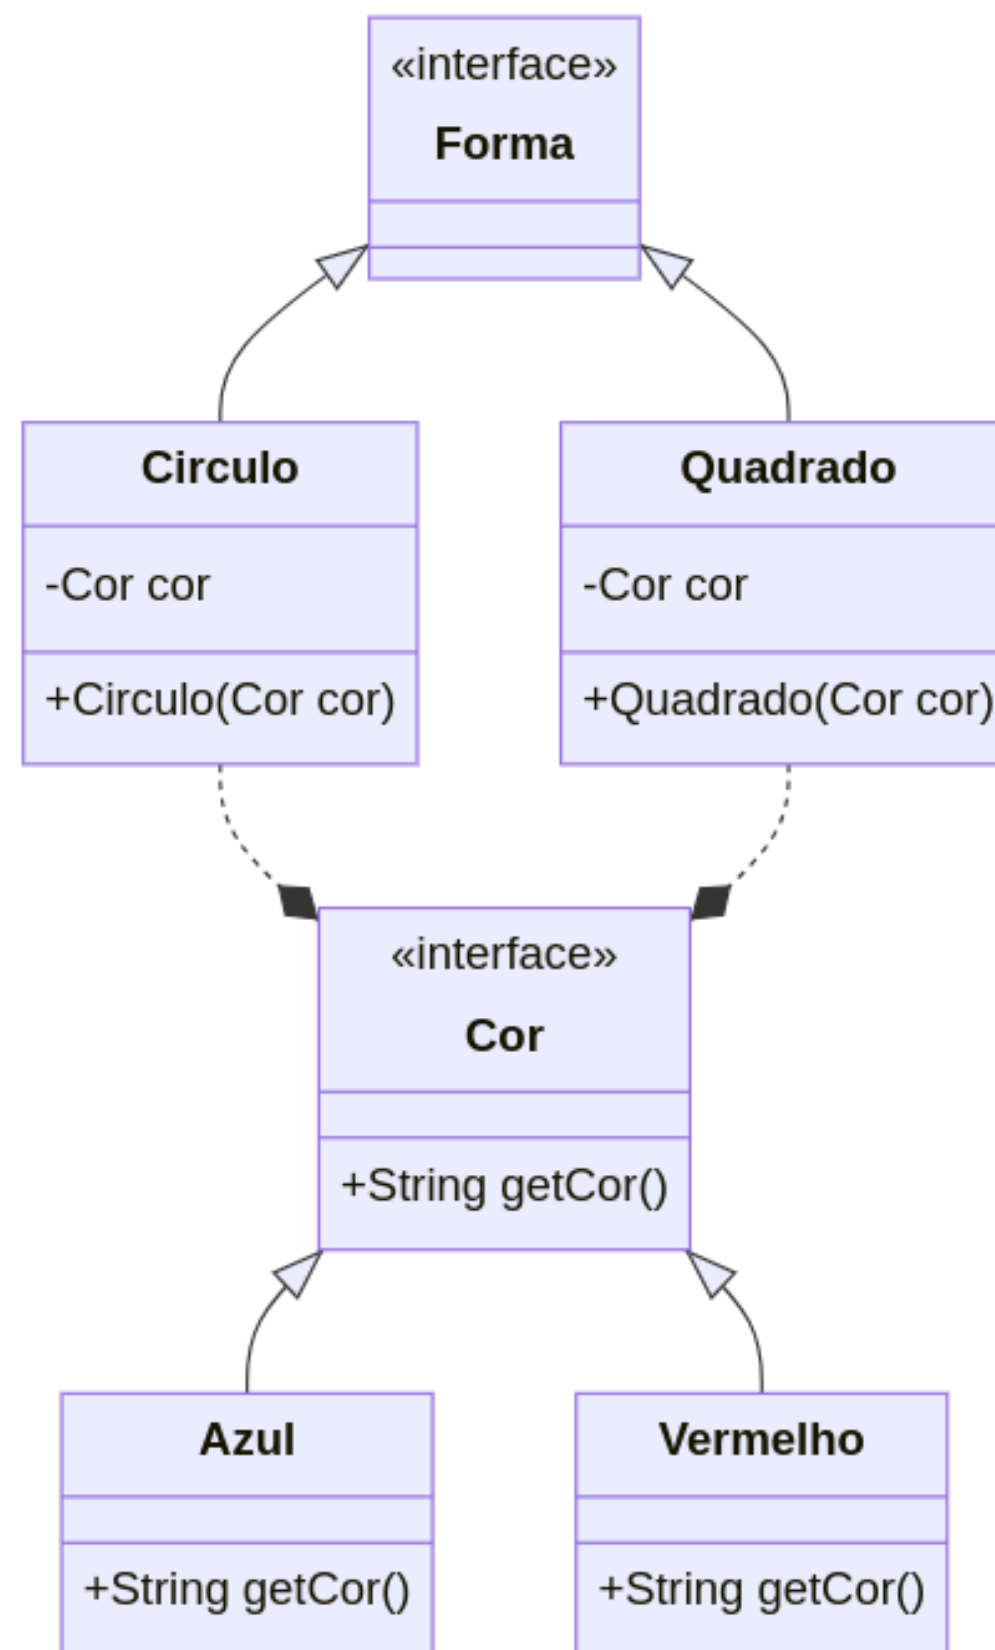 «interface»
Forma
Circulo
-Cor cor
+Circulo(Cor cor)
Quadrado
-Cor cor
+Quadrado(Cor cor)
«interface»
Cor
+String getCor()
Azul
+String getCor()
Vermelho
+String getCor()